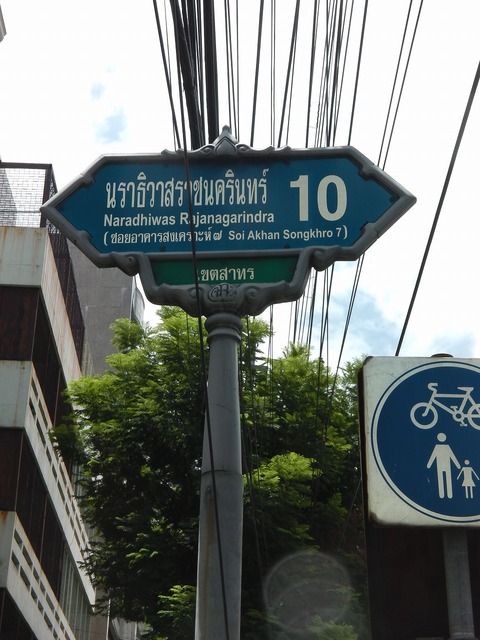 นราธิวาสราชนครินทร์ 10
Naradhiwas Rajanagarindra
(ซอยอาคารสงเคราะห์ ๗ Soi Akhan Songkhro 7)
เขตสาทร